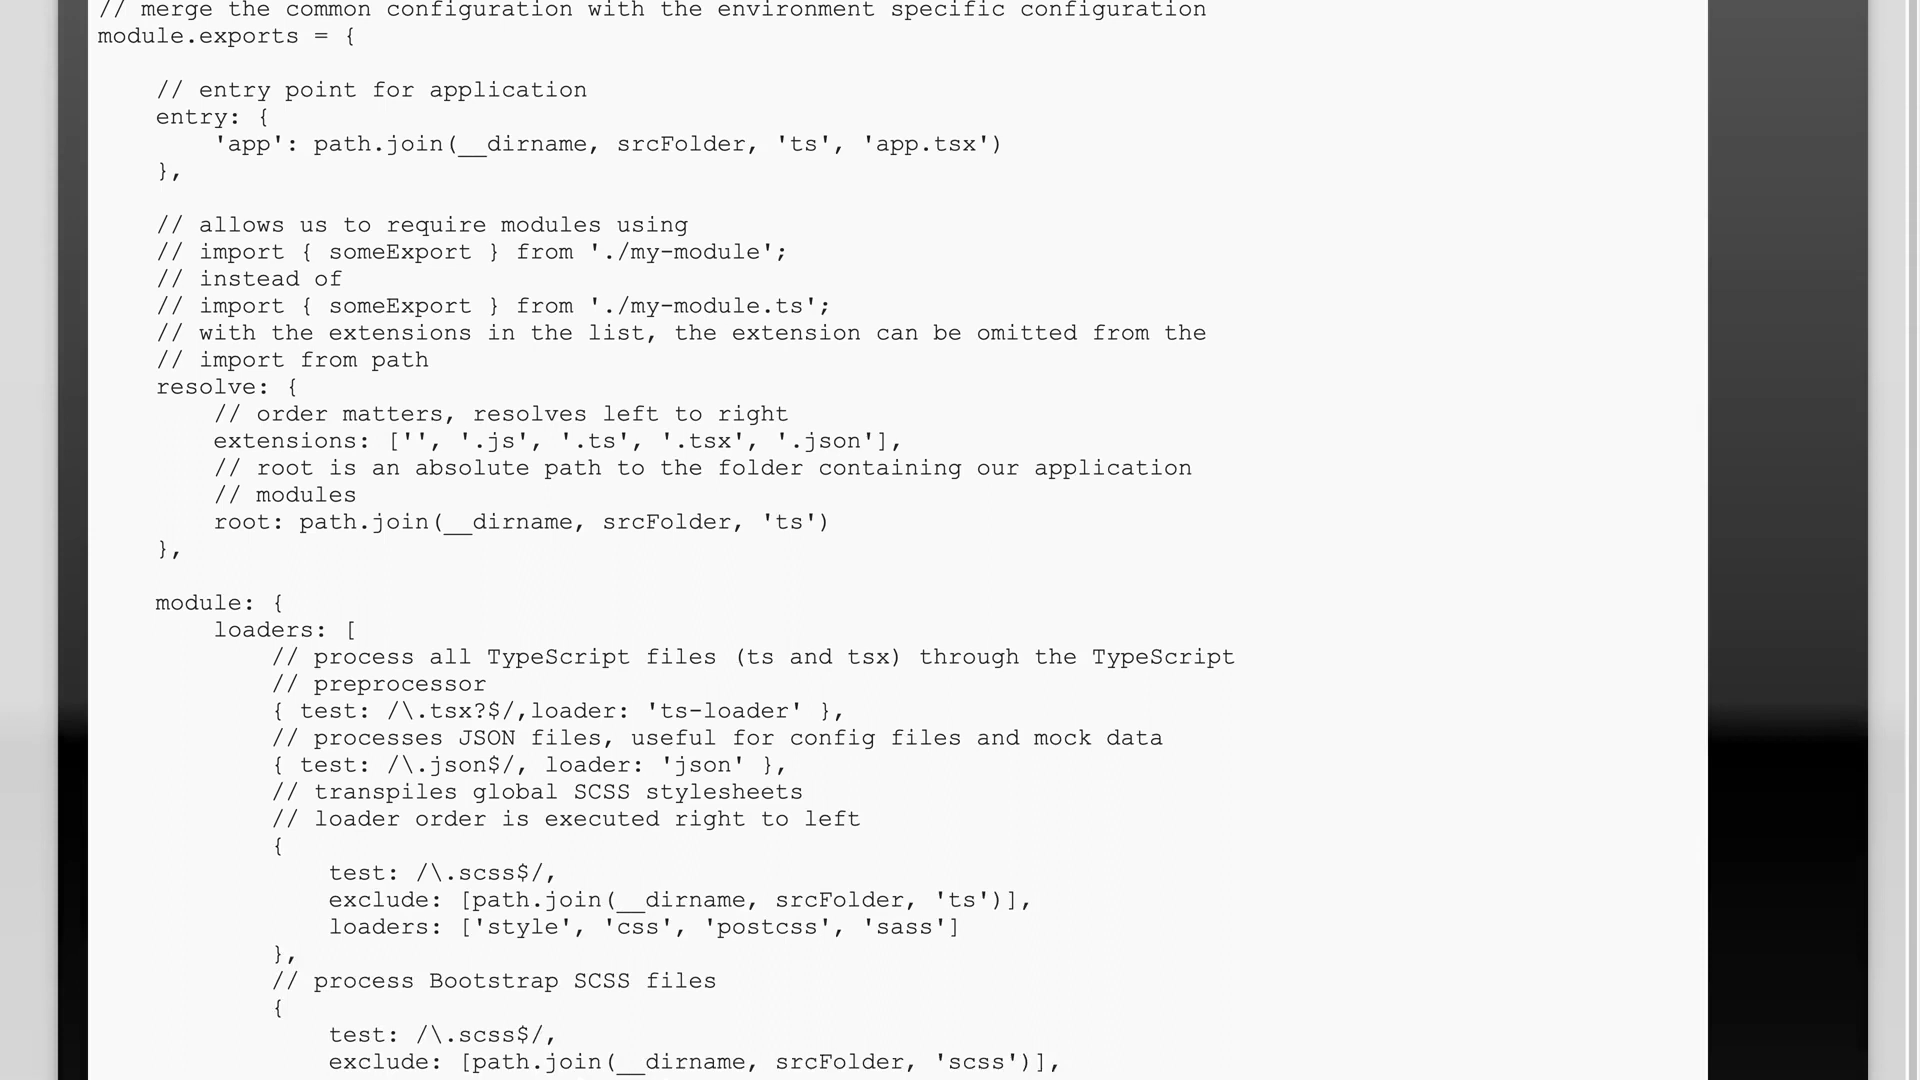 // merge the common configuration with the environment specific configuration
module.exports = {
// entry point for application
entry: {
'app': path.join(__dirname, srcFolder, 'ts', 'app.tsx')
},
// allows us to require modules using
// import { someExport } from './my-module';
// instead of
// import { someExport } from './my-module.ts';
// with the extensions in the list, the extension can be omitted from the
// import from path
resolve: {
// order matters, resolves left to right
extensions: ['', '.js', '.ts', '.tsx', '.json'],
// root is an absolute path to the folder containing our application
// modules
root: path.join(__dirname, srcFolder, 'ts')
},
module: {
loaders: [
// process all TypeScript files (ts and tsx) through the TypeScript
// preprocessor
{ test: /\.tsx?$/,loader: 'ts-loader' },
// processes JSON files, useful for config files and mock data
{ test: /\.json$/, loader: 'json' },
// transpiles global SCSS stylesheets
// loader order is executed right to left
{
test: /\.scss$/,
exclude: [path.join(__dirname, srcFolder, 'ts')],
loaders: ['style', 'css', 'postcss', 'sass']
},
// process Bootstrap SCSS files
{
test: /\.scss$/,
exclude: [path.join(__dirname, srcFolder, 'scss')],